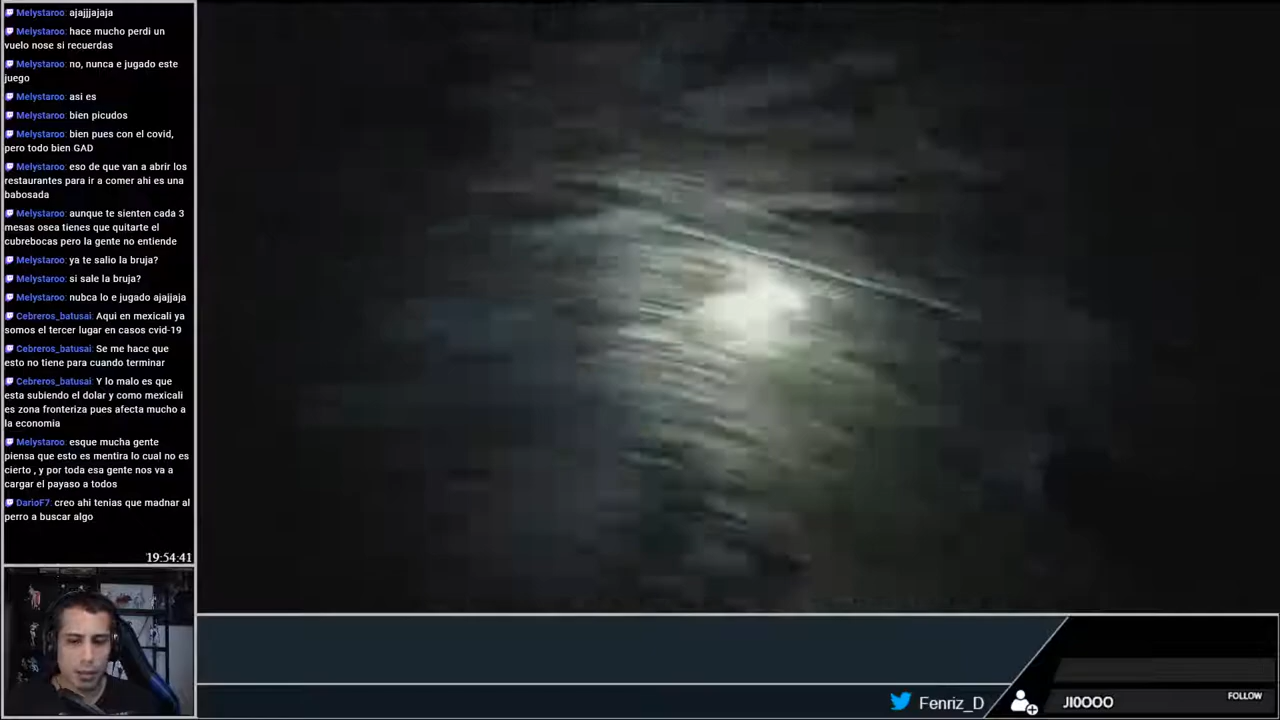 Melystaroo: ajajjjajaja
Melystaroo: hace mucho perdi un
vuelo nose si recuerdas
Melystaroo: no, nunca e jugado este
juego
Melystaroo: asi es
Melystaroo: bien picudos
Melystaroo: bien pues con el covid,
pero todo bien GAD
Melystaroo: eso de que van a abrir los
restaurantes para ir a comer ahi es una
babosada
Melystaroo: aunque te sienten cada 3
mesas osea tienes que quitarte el
cubrebocas pero la gente no entiende
Melystaroo: ya te salio la bruja?
Melystaroo: si sale la bruja?
Melystaroo: nubca lo e jugado ajajjaja
Cebreros_batusai: Aqui en mexicali ya
somos el tercer lugar en casos cvid-19
Cebreros_batusai: Se me hace que
esto no tiene para cuando terminar
Cebreros_batusai: Y lo malo es que
esta subiendo el dolar y como mexicali
es zona fronteriza pues afecta mucho a
la economia
Melystaroo: esque mucha gente
piensa que esto es mentira lo cual no es
cierto , y por toda esa gente nos va a
cargar el payaso a todos
DarioF7: creo ahi tenias que madnar al
perro a buscar algo
19:54:41
Fenriz_D
JI0OOO
FOLLOW